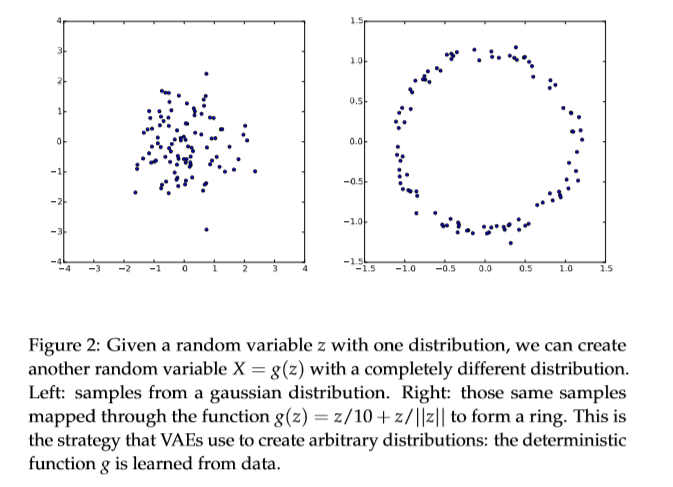 4
3
2
1
0
−1
−2
−3
−4
−4 −3 −2 −1 0 1 2 3 4
1.5
1.0
0.5
0.0
−0.5
−1.0
−1.5
−1.5 −1.0 −0.5 0.0 0.5 1.0 1.5
Figure 2: Given a random variable z with one distribution, we can create
another random variable X = g(z) with a completely different distribution.
Left: samples from a gaussian distribution. Right: those same samples
mapped through the function g(z) = z/10 + z/||z|| to form a ring. This is
the strategy that VAEs use to create arbitrary distributions: the deterministic
function g is learned from data.